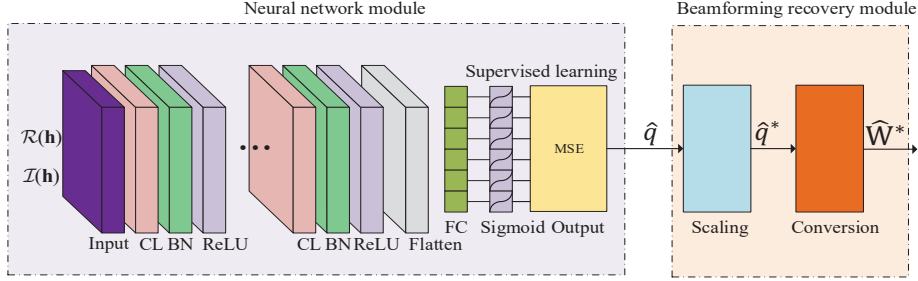 Neural network module
Beamforming recovery module
Supervised learning
ℛ(𝐡)
ℐ(𝐡)
...
MSE
q̂
q̂*
Ŵ*
Input
CL
BN
ReLU
CL
BN
ReLU
Flatten
FC
Sigmoid
Output
Scaling
Conversion